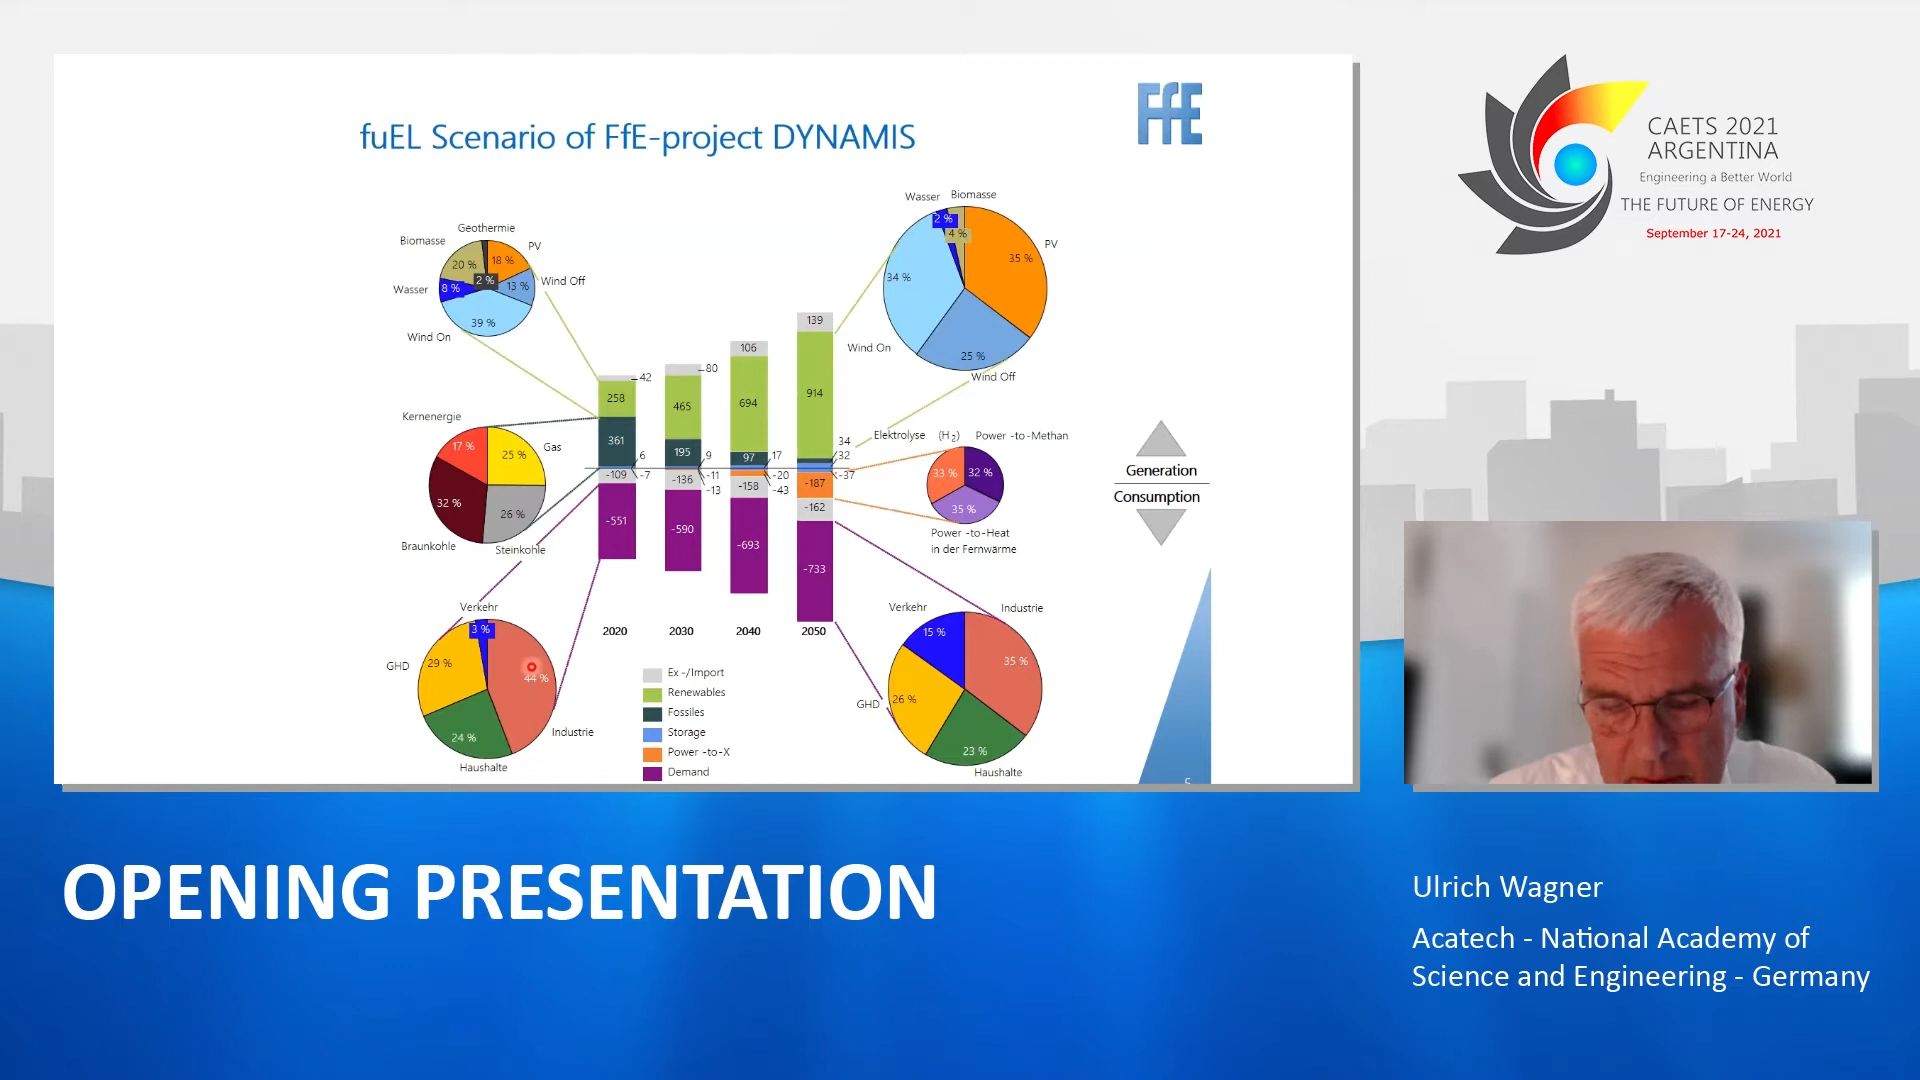 fuEL Scenario of FfE-project DYNAMIS
FfE
Geothermie
Biomasse
PV
20 %
18 %
2 %
Wasser
8 %
13 %
Wind Off
39 %
Wind On
Kernenergie
17 %
25 %
Gas
32 %
26 %
Braunkohle
Steinkohle
Verkehr
3 %
GHD
29 %
44 %
24 %
Industrie
Haushalte
42
258
361
6
-109
-7
-551
2020
80
465
195
9
-136
-11
-13
-590
2030
106
694
97
17
-20
-158
-43
-693
2040
139
914
34
32
-37
-187
-162
-733
2050
Ex -/Import
Renewables
Fossiles
Storage
Power -to-X
Demand
Wasser
Biomasse
2 %
4 %
PV
35 %
34 %
Wind On
25 %
Wind Off
Elektrolyse (H2)
Power -to-Methan
33 %
32 %
35 %
Power -to-Heat
in der Fernwärme
Verkehr
Industrie
15 %
35 %
GHD
26 %
23 %
Haushalte
Generation
Consumption
5
CAETS 2021
ARGENTINA
Engineering a Better World
THE FUTURE OF ENERGY
September 17-24, 2021
OPENING PRESENTATION
Ulrich Wagner
Acatech - National Academy of
Science and Engineering - Germany